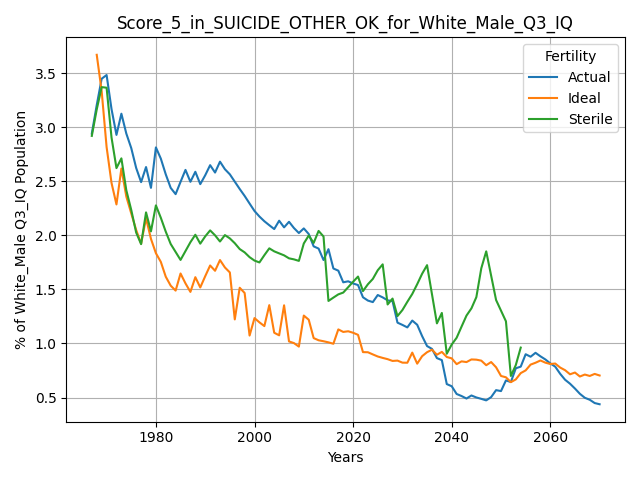 Score_5_in_SUICIDE_OTHER_OK_for_White_Male_Q3_IQ
Fertility
Actual
Ideal
Sterile
% of White_Male Q3_IQ Population
3.5
3.0
2.5
2.0
1.5
1.0
0.5
1980 2000 2020 2040 2060
Years